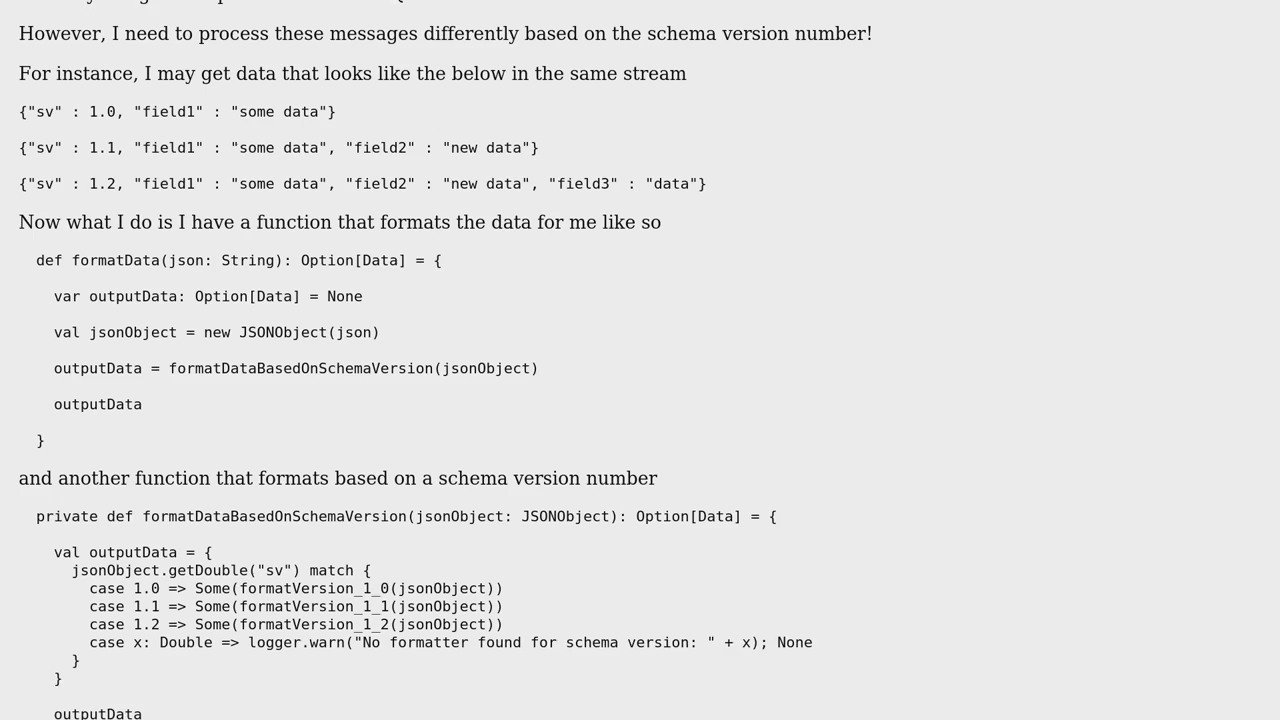 However, I need to process these messages differently based on the schema version number!
For instance, I may get data that looks like the below in the same stream
{"sv" : 1.0, "field1" : "some data"}
{"sv" : 1.1, "field1" : "some data", "field2" : "new data"}
{"sv" : 1.2, "field1" : "some data", "field2" : "new data", "field3" : "data"}
Now what I do is I have a function that formats the data for me like so
def formatData(json: String): Option[Data] = {
var outputData: Option[Data] = None
val jsonObject = new JSONObject(json)
outputData = formatDataBasedOnSchemaVersion(jsonObject)
outputData
}
and another function that formats based on a schema version number
private def formatDataBasedOnSchemaVersion(jsonObject: JSONObject): Option[Data] = {
val outputData = {
jsonObject.getDouble("sv") match {
case 1.0 => Some(formatVersion_1_0(jsonObject))
case 1.1 => Some(formatVersion_1_1(jsonObject))
case 1.2 => Some(formatVersion_1_2(jsonObject))
case x: Double => logger.warn("No formatter found for schema version: " + x); None
}
}
outputData